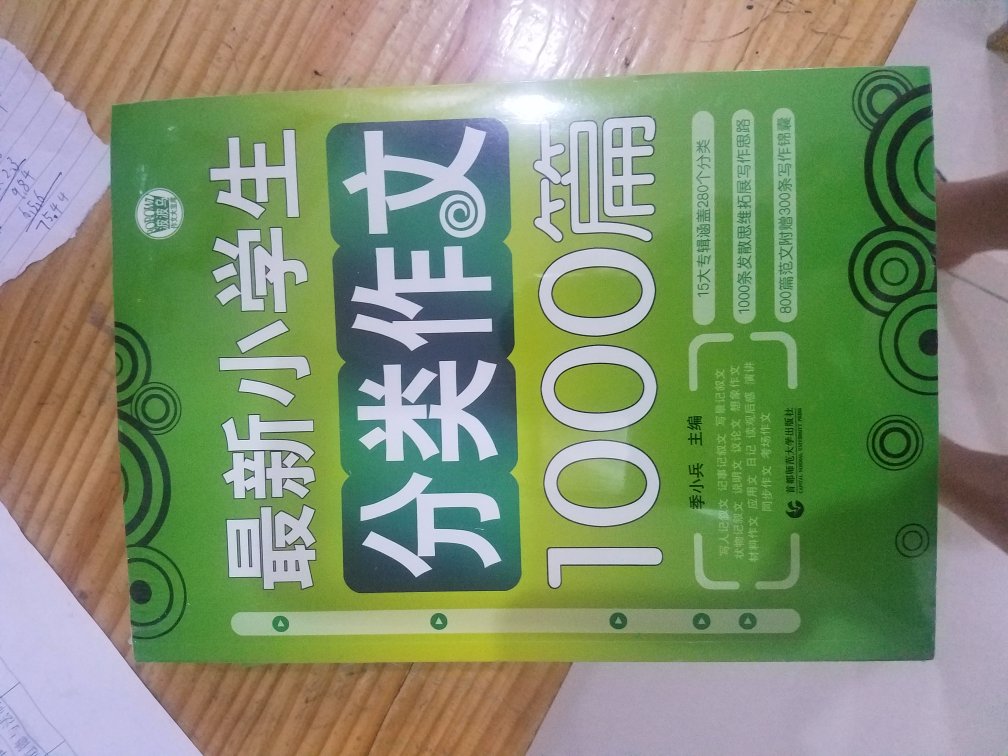 最新小学生
分类作文
1000篇
15大专辑涵盖280个分类
1000条发散思维拓展写作思路
800篇范文附赠300条写作锦囊
季小兵 主编
写人记叙文 记事记叙文 写景记叙文
状物记叙文 说明文 议论文 想象作文
材料作文 应用文 日记 读观后感 演讲
同步作文 考场作文
首都师范大学出版社
CAPITAL NORMAL UNIVERSITY PRESS